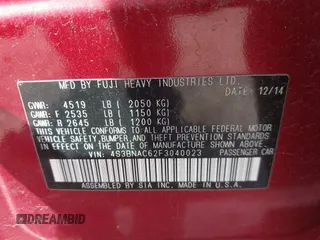 MFD. BY FUJI HEAVY INDUSTRIES LTD.
DATE 12/14
GVWR: 4519 LB ( 2050 KG)
GAWR: F 2535 LB ( 1150 KG)
GAWR: R 2645 LB ( 1200 KG)
THIS VEHICLE CONFORMS TO ALL APPLICABLE FEDERAL MOTOR
VEHICLE SAFETY, BUMPER, AND THEFT PREVENTION STANDARDS
IN EFFECT ON THE DATE OF MANUFACTURE SHOWN ABOVE.
VIN: 4S3BNAC62F3040023 PASSENGER CAR
ASSEMBLED BY SIA INC. MADE IN U.S.A.
DREAMBID